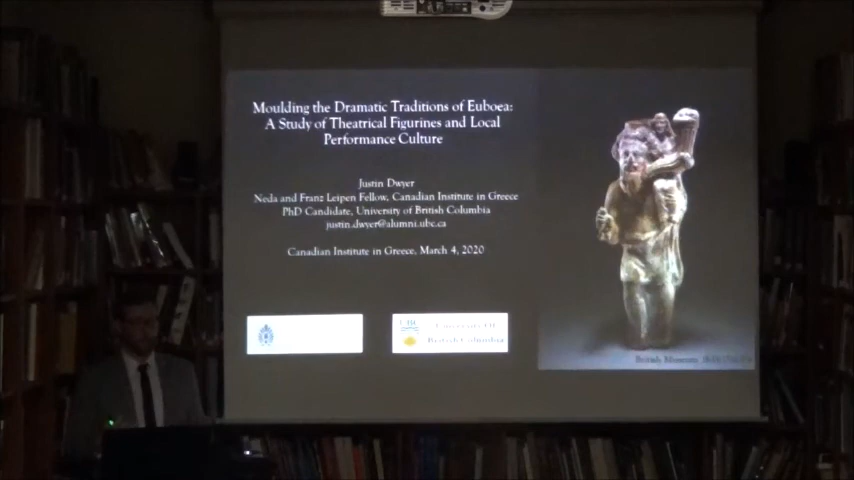 Moulding the Dramatic Traditions of Euboea:
A Study of Theatrical Figurines and Local
Performance Culture
Justin Dwyer
Neda and Franz Leipen Fellow, Canadian Institute in Greece
PhD Candidate, University of British Columbia
justin.dwyer@alumni.ubc.ca
Canadian Institute in Greece, March 4, 2020
UBC
University of
British Columbia
British Museum,